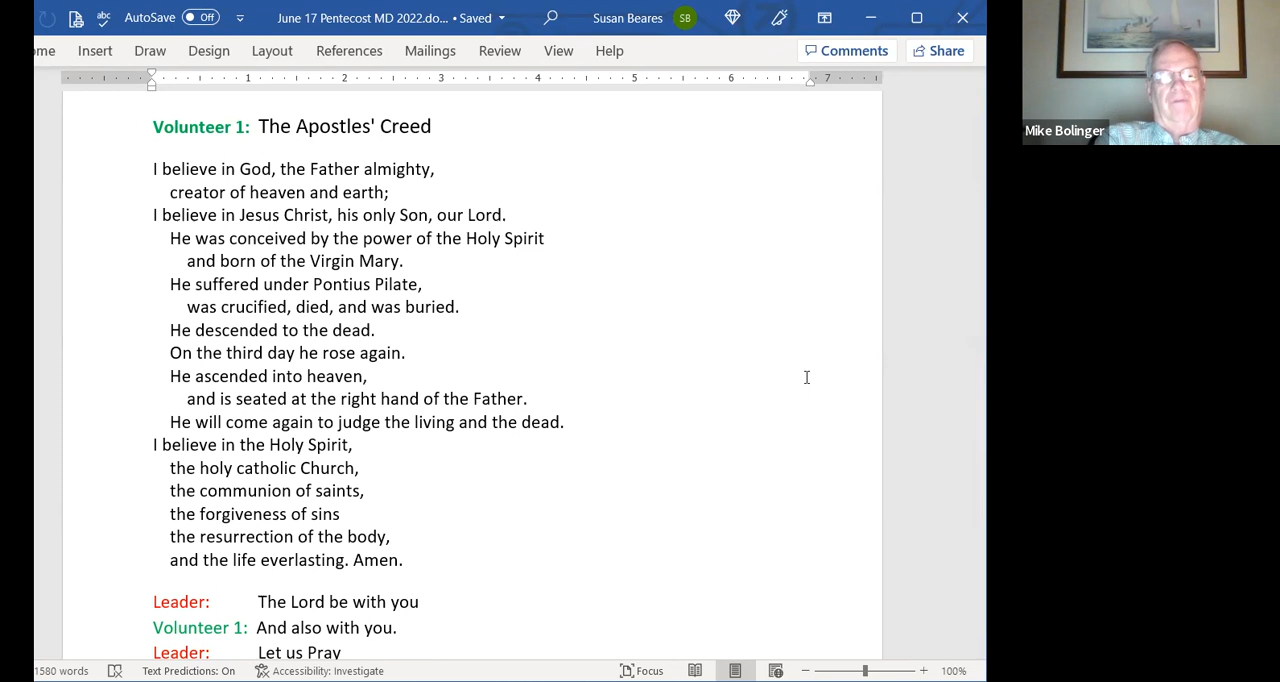 AutoSave Off June 17 Pentecost MD 2022.do... • Saved Susan Beares SB
ome Insert Draw Design Layout References Mailings Review View Help Comments Share
1 2 3 4 5 6 7
Volunteer 1: The Apostles' Creed
I believe in God, the Father almighty,
creator of heaven and earth;
I believe in Jesus Christ, his only Son, our Lord.
He was conceived by the power of the Holy Spirit
and born of the Virgin Mary.
He suffered under Pontius Pilate,
was crucified, died, and was buried.
He descended to the dead.
On the third day he rose again.
He ascended into heaven,
and is seated at the right hand of the Father.
He will come again to judge the living and the dead.
I believe in the Holy Spirit,
the holy catholic Church,
the communion of saints,
the forgiveness of sins
the resurrection of the body,
and the life everlasting. Amen.
Leader: The Lord be with you
Volunteer 1: And also with you.
Leader: Let us Pray
1580 words Text Predictions: On Accessibility: Investigate Focus 100%
Mike Bolinger